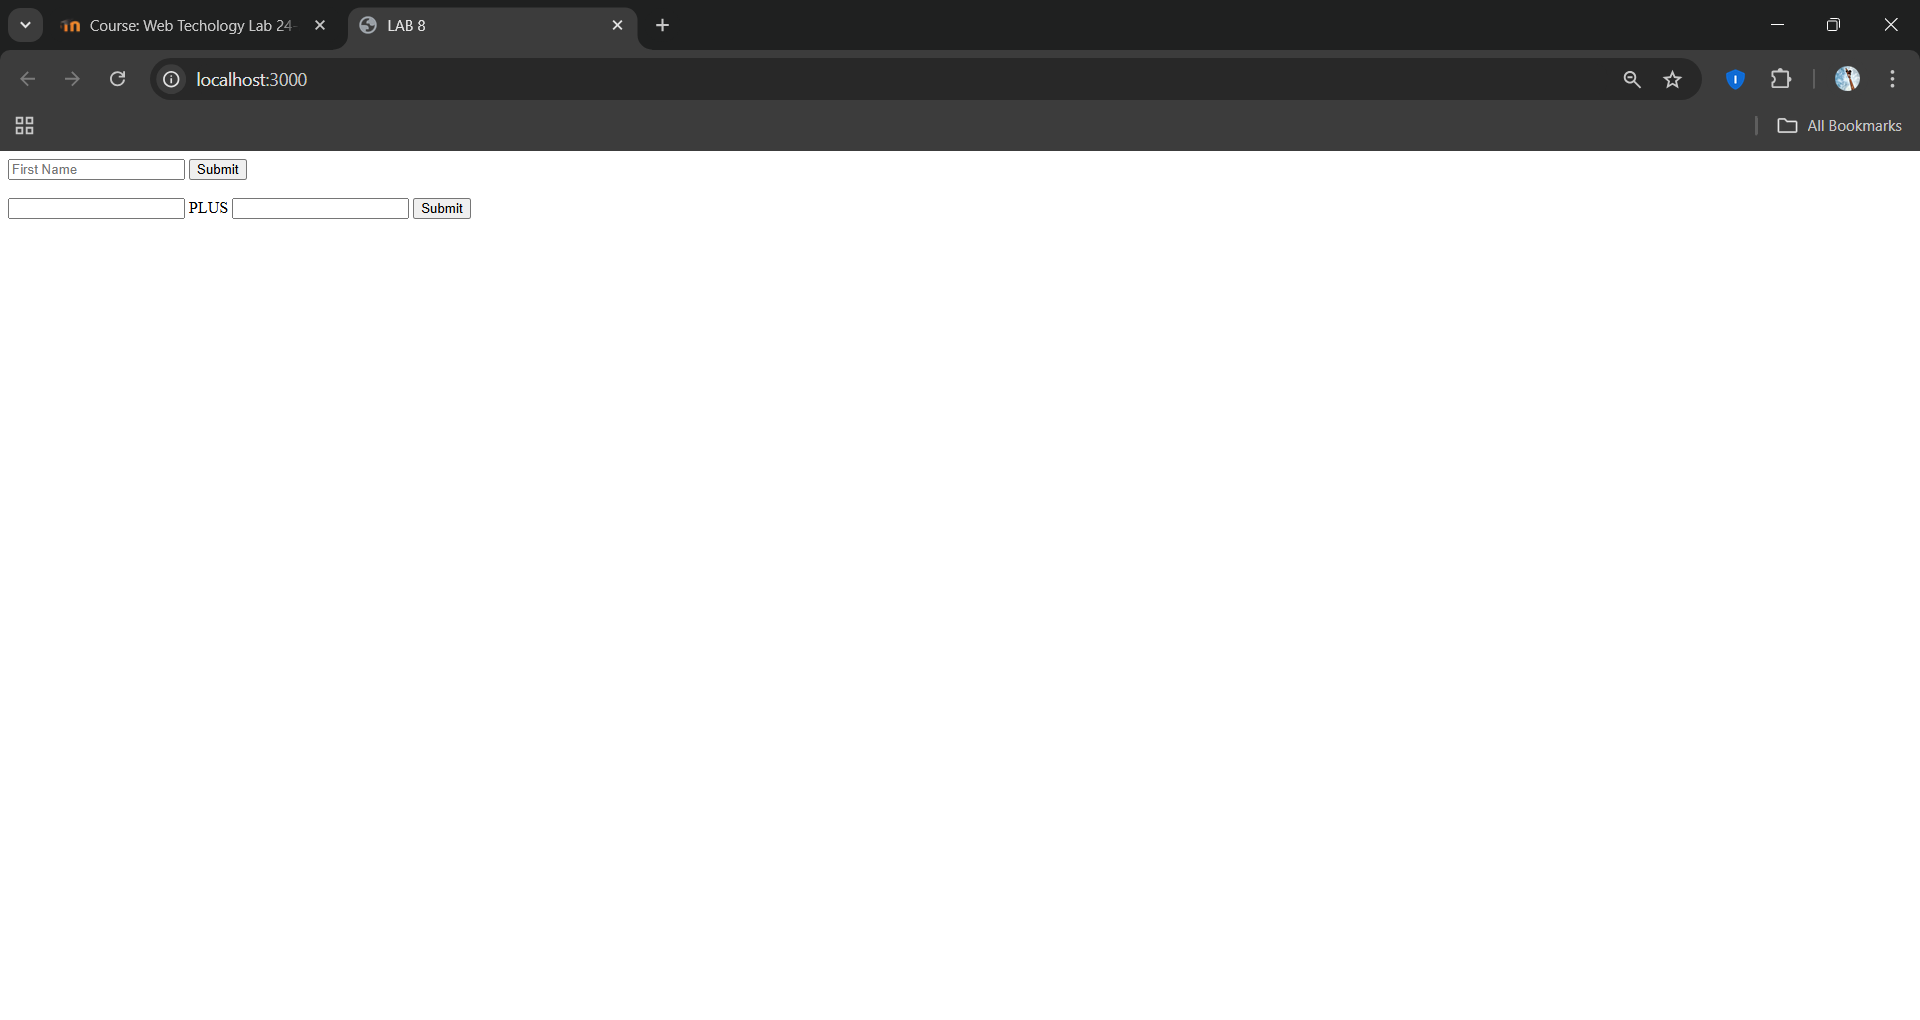 Course: Web Techology Lab 24-
LAB 8
localhost:3000
All Bookmarks
First Name Submit
PLUS Submit